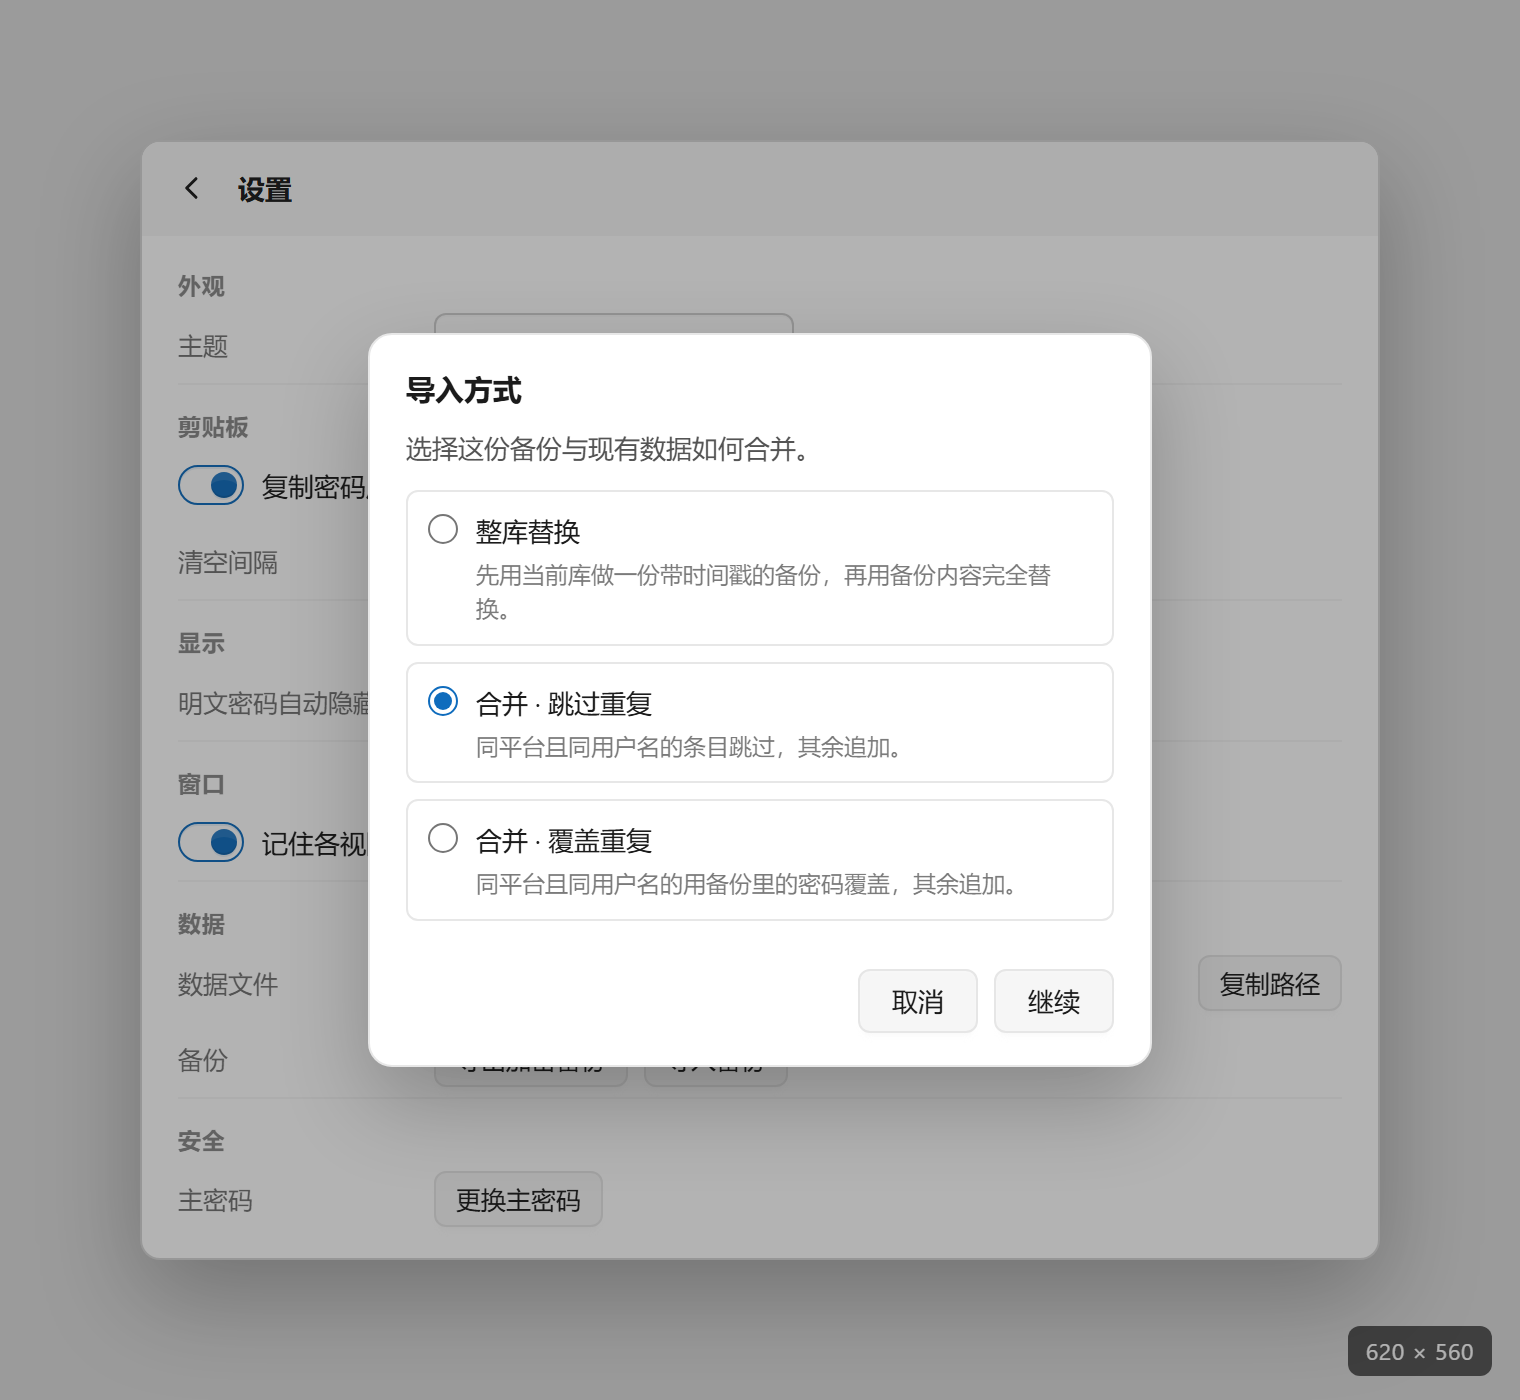 设置
外观
主题
导入方式
选择这份备份与现有数据如何合并。
剪贴板
复制密码
整库替换
先用当前库做一份带时间戳的备份，再用备份内容完全替
换。
清空间隔
显示
明文密码自动隐藏
合并 · 跳过重复
同平台且同用户名的条目跳过，其余追加。
窗口
记住各视
合并 · 覆盖重复
同平台且同用户名的用备份里的密码覆盖，其余追加。
数据
数据文件
复制路径
取消
继续
备份
安全
主密码
更换主密码
620 × 560